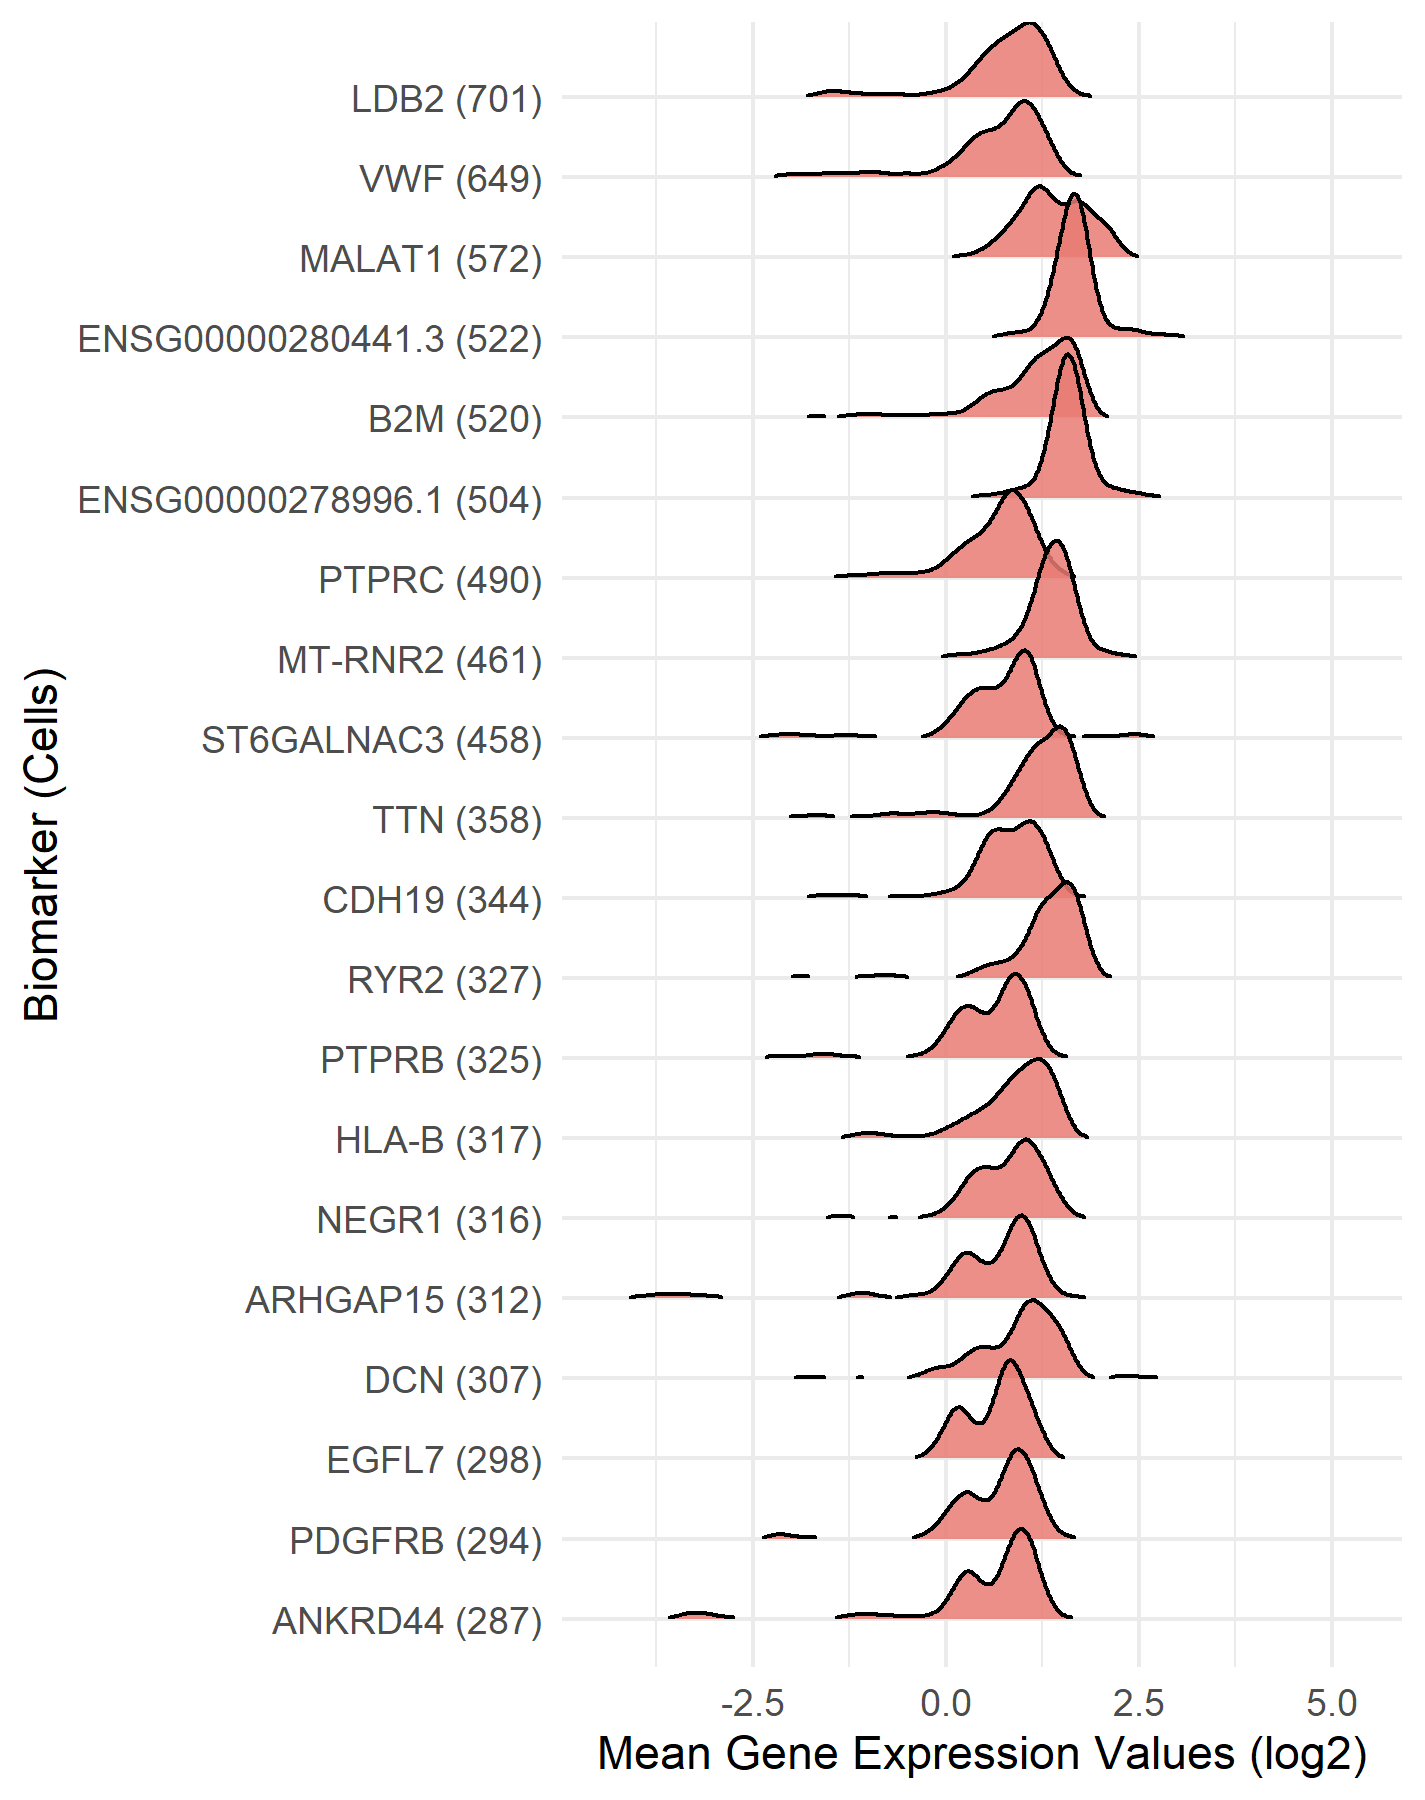 LDB2 (701)
VWF (649)
MALAT1 (572)
ENSG00000280441.3 (522)
B2M (520)
ENSG00000278996.1 (504)
PTPRC (490)
MT-RNR2 (461)
ST6GALNAC3 (458)
TTN (358)
CDH19 (344)
RYR2 (327)
PTPRB (325)
HLA-B (317)
NEGR1 (316)
ARHGAP15 (312)
DCN (307)
EGFL7 (298)
PDGFRB (294)
ANKRD44 (287)
Biomarker (Cells)
-2.5 0.0 2.5 5.0
Mean Gene Expression Values (log2)